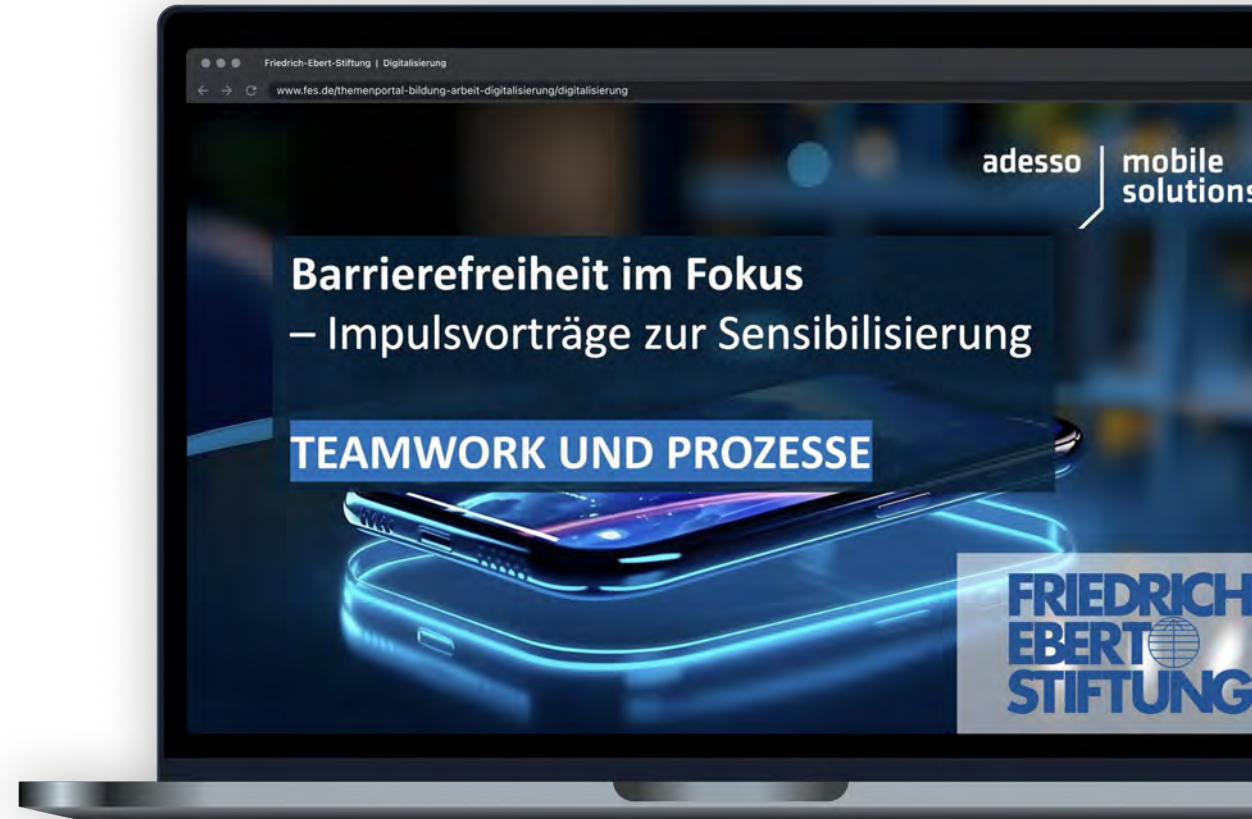 Friedrich-Ebert-Stiftung | Digitalisierung
www.fes.de/themenportal-bildung-arbeit-digitalisierung/digitalisierung
adesso | mobile
solutions
Barrierefreiheit im Fokus
– Impulsvorträge zur Sensibilisierung
TEAMWORK UND PROZESSE
FRIEDRICH
EBERT
STIFTUNG